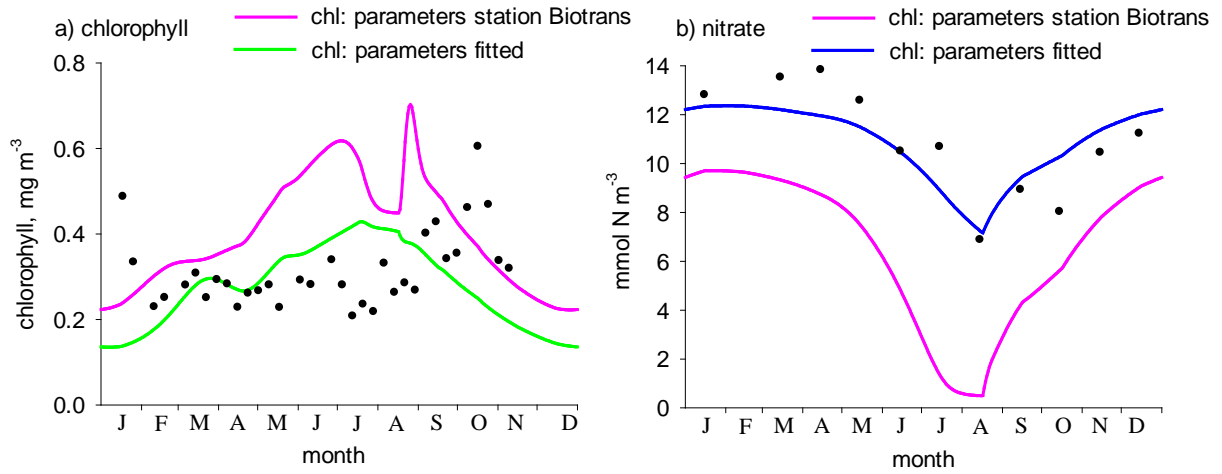 a) chlorophyll
chl: parameters station Biotrans
chl: parameters fitted
0.8
0.6
0.4
0.2
0.0
chlorophyll, mg m-3
J F M A M J J A S O N D
month
b) nitrate
chl: parameters station Biotrans
chl: parameters fitted
14
12
10
8
6
4
2
0
mmol N m-3
J F M A M J J A S O N D
month